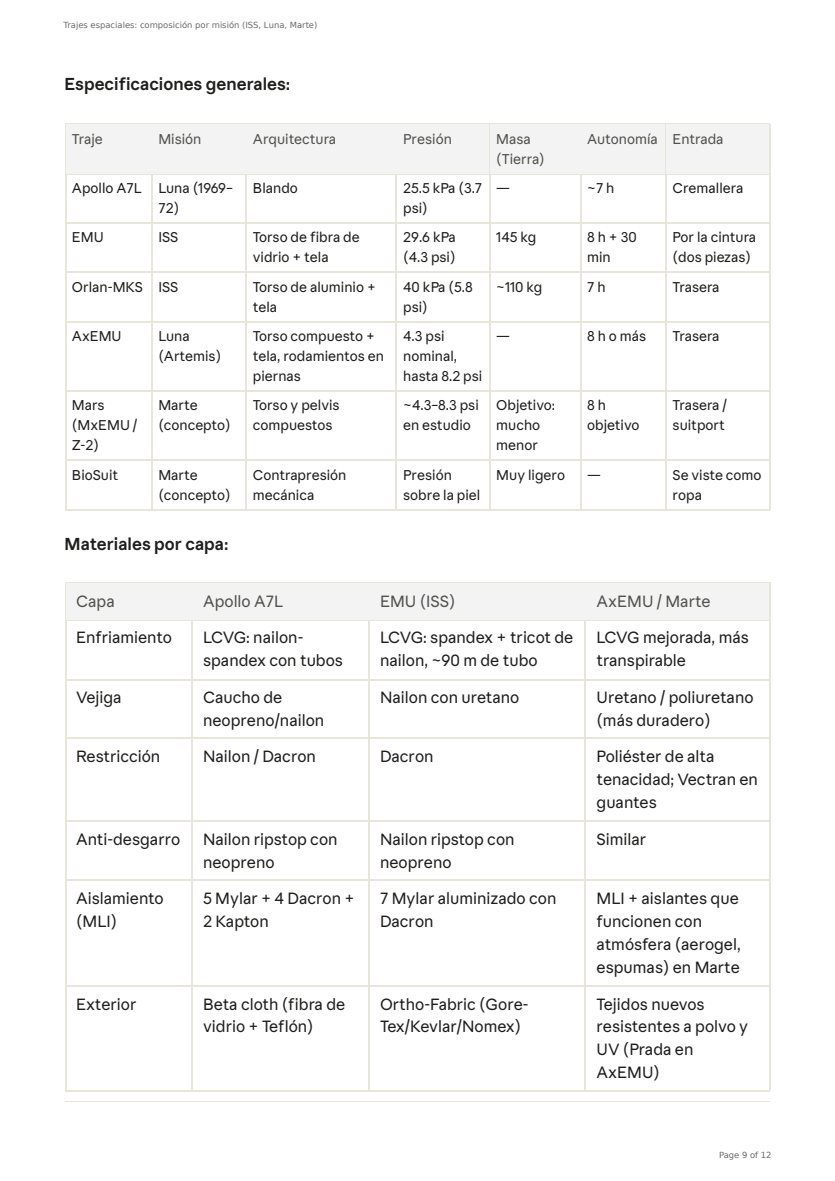 Trajes espaciales: composición por misión (ISS, Luna, Marte)
Especificaciones generales:
Traje Misión Arquitectura Presión Masa (Tierra) Autonomía Entrada
Apollo A7L Luna (1969–72) Blando 25.5 kPa (3.7 psi) — ~7 h Cremallera
EMU ISS Torso de fibra de vidrio + tela 29.6 kPa (4.3 psi) 145 kg 8 h + 30 min Por la cintura (dos piezas)
Orlan-MKS ISS Torso de aluminio + tela 40 kPa (5.8 psi) ~110 kg 7 h Trasera
AxEMU Luna (Artemis) Torso compuesto + tela, rodamientos en piernas 4.3 psi nominal, hasta 8.2 psi — 8 h o más Trasera
Mars (MxEMU / Z-2) Marte (concepto) Torso y pelvis compuestos ~4.3–8.3 psi en estudio Objetivo: mucho menor 8 h objetivo Trasera / suitport
BioSuit Marte (concepto) Contrapresión mecánica Presión sobre la piel Muy ligero — Se viste como ropa
Materiales por capa:
Capa Apollo A7L EMU (ISS) AxEMU / Marte
Enfriamiento LCVG: nailon-spandex con tubos LCVG: spandex + tricot de nailon, ~90 m de tubo LCVG mejorada, más transpirable
Vejiga Caucho de neopreno/nailon Nailon con uretano Uretano / poliuretano (más duradero)
Restricción Nailon / Dacron Dacron Poliéster de alta tenacidad; Vectran en guantes
Anti-desgarro Nailon ripstop con neopreno Nailon ripstop con neopreno Similar
Aislamiento (MLI) 5 Mylar + 4 Dacron + 2 Kapton 7 Mylar aluminizado con Dacron MLI + aislantes que funcionen con atmósfera (aerogel, espumas) en Marte
Exterior Beta cloth (fibra de vidrio + Teflón) Ortho-Fabric (Gore-Tex/Kevlar/Nomex) Tejidos nuevos resistentes a polvo y UV (Prada en AxEMU)
Page 9 of 12